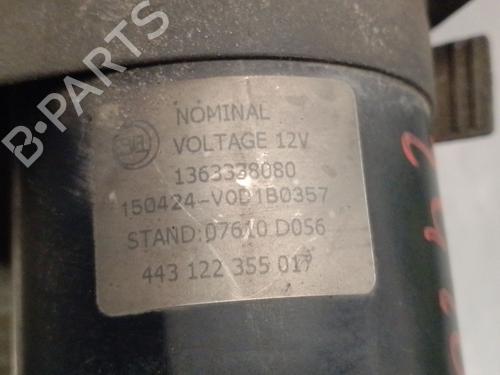 NOMINAL
VOLTAGE 12V
1363338080
150424-V0D1B0357
STAND:07610 D056
443 122 355 017
B-PARTS